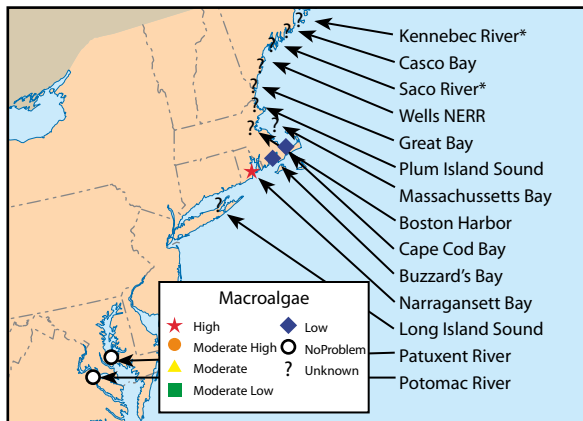 Kennebec River*
Casco Bay
Saco River*
Wells NERR
Great Bay
Plum Island Sound
Massachussetts Bay
Boston Harbor
Cape Cod Bay
Buzzard's Bay
Narragansett Bay
Long Island Sound
Patuxent River
Potomac River
?
?
?
?
?
?
?
?
?
Macroalgae
High
Moderate High
Moderate
Moderate Low
Low
NoProblem
? Unknown